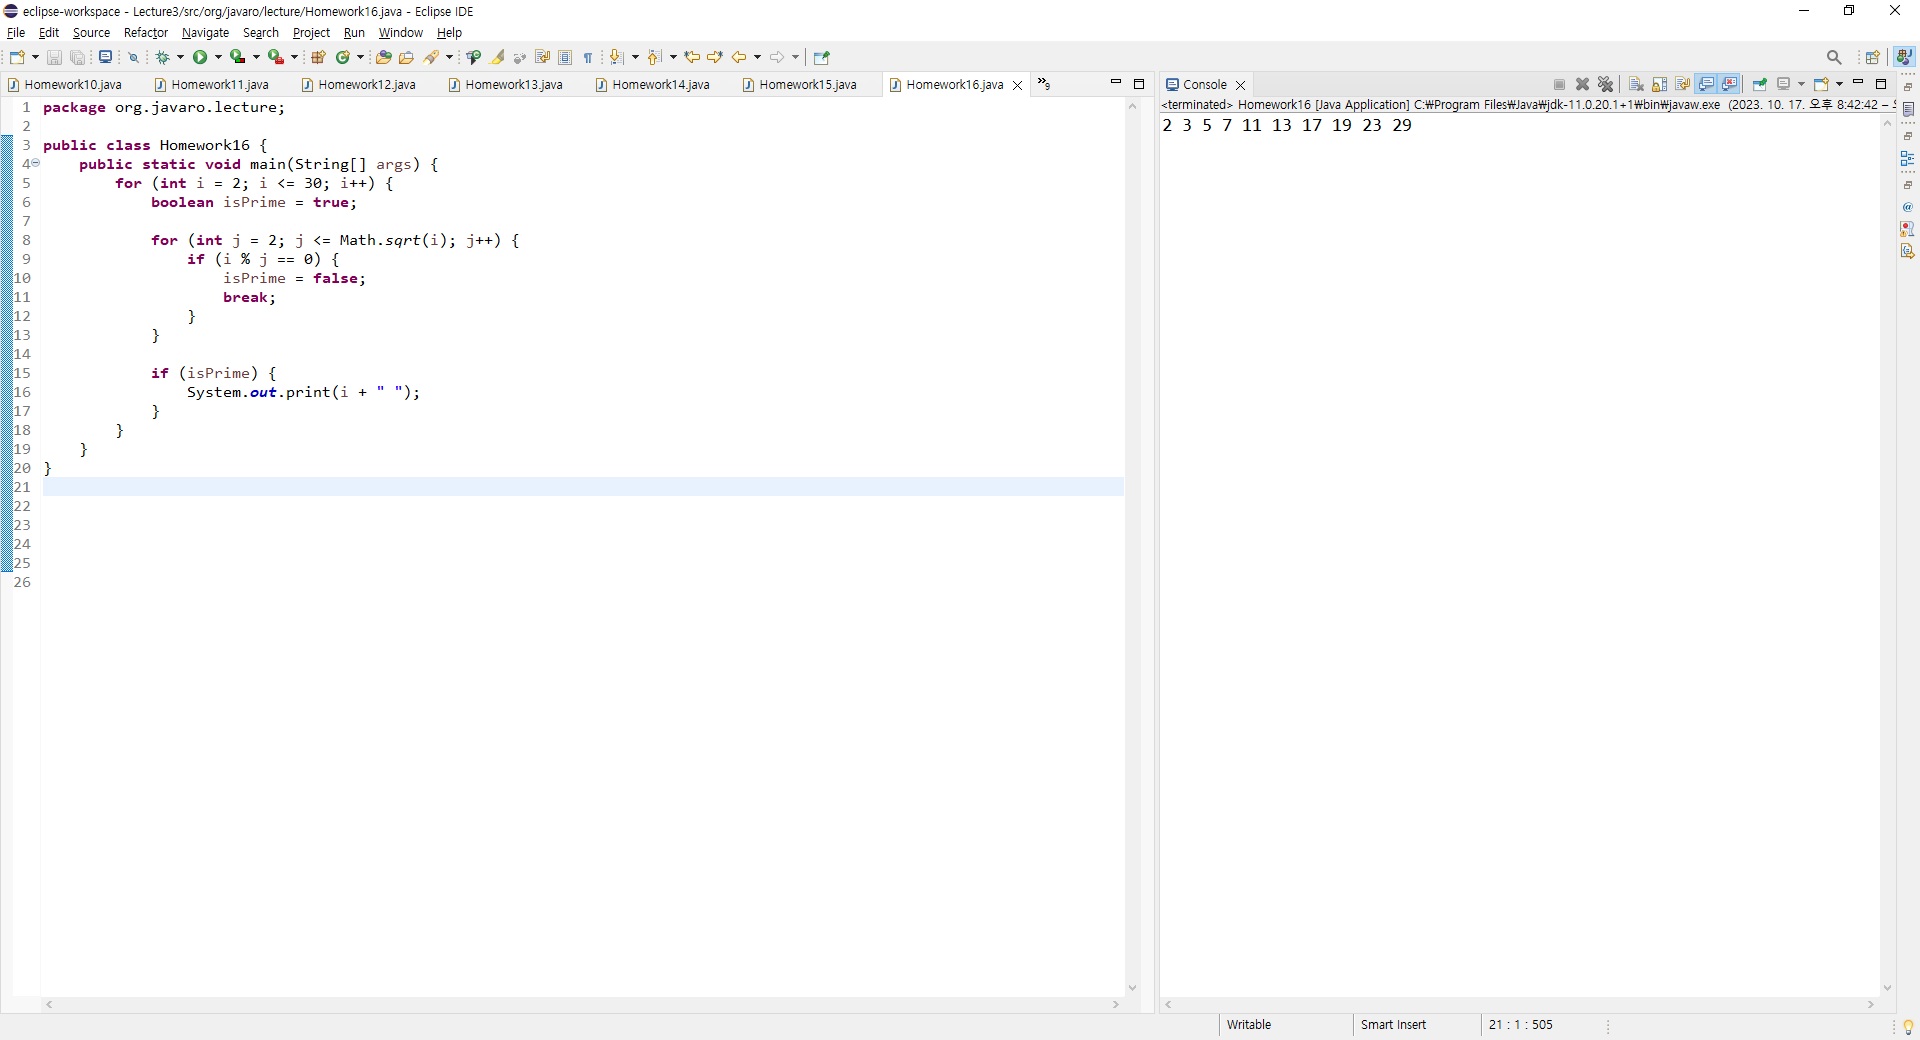 eclipse-workspace - Lecture3/src/org/javaro/lecture/Homework16.java - Eclipse IDE
File Edit Source Refactor Navigate Search Project Run Window Help
Homework10.java Homework11.java Homework12.java Homework13.java Homework14.java Homework15.java Homework16.java »9
1 package org.javaro.lecture;
2
3 public class Homework16 {
4     public static void main(String[] args) {
5         for (int i = 2; i <= 30; i++) {
6             boolean isPrime = true;
7
8             for (int j = 2; j <= Math.sqrt(i); j++) {
9                 if (i % j == 0) {
10                     isPrime = false;
11                     break;
12                 }
13             }
14
15             if (isPrime) {
16                 System.out.print(i + " ");
17             }
18         }
19     }
20 }
21
22
23
24
25
26
Console
<terminated> Homework16 [Java Application] C:₩Program Files₩Java₩jdk-11.0.20.1+1₩bin₩javaw.exe (2023. 10. 17. 오후 8:42:42 –
2 3 5 7 11 13 17 19 23 29
Writable Smart Insert 21 : 1 : 505